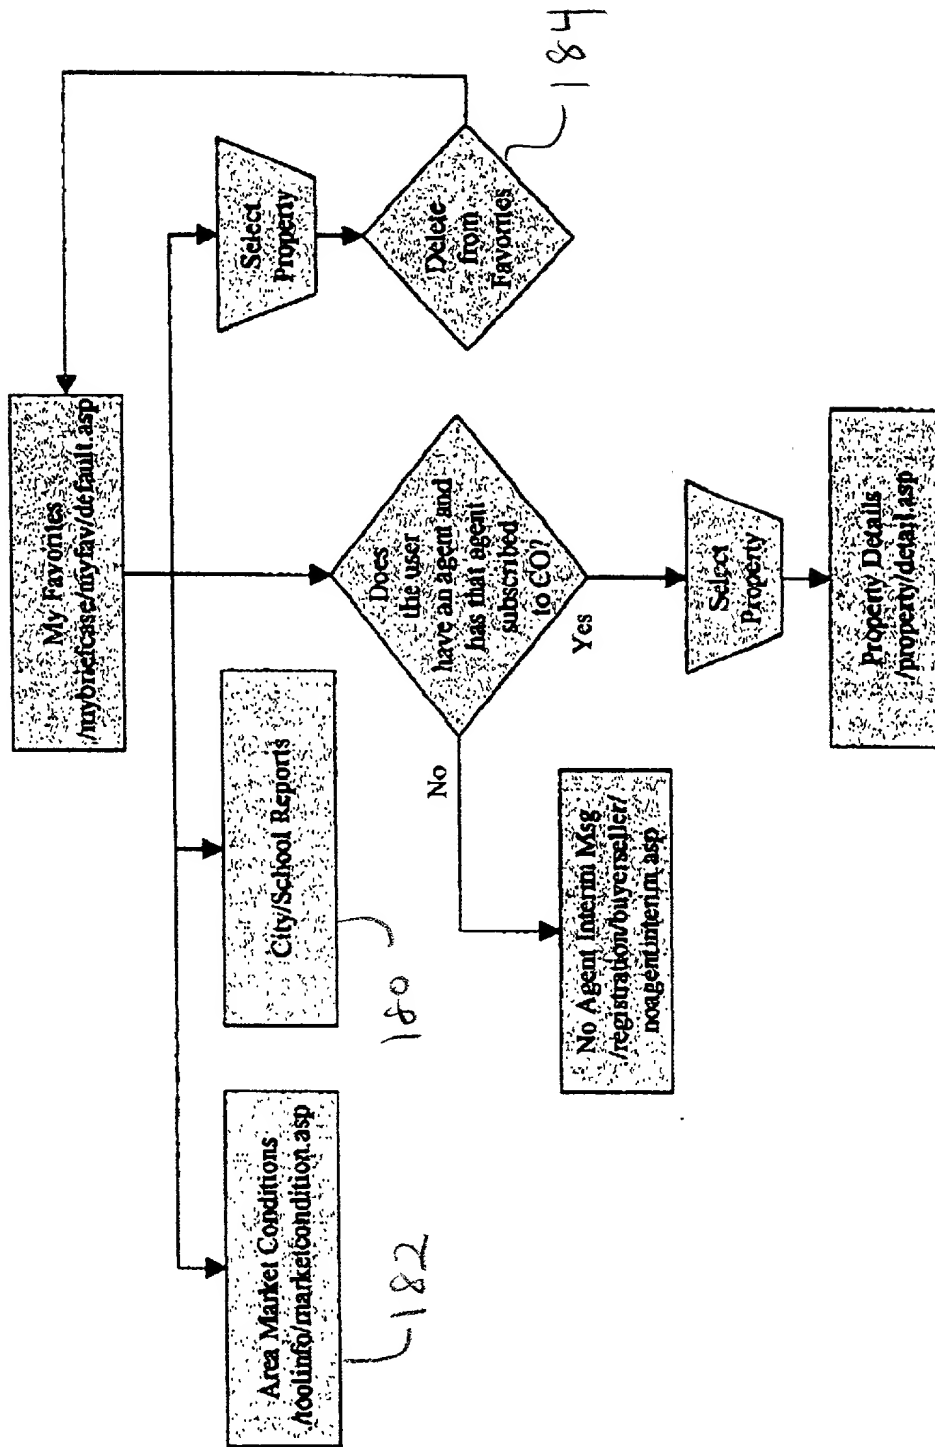 My Favorites
/mybriefcase/myfav/default.asp
Area Market Conditions
/toolinfo/marketcondition.asp
182
City/School Reports
180
Does
the user
have an agent and
has that agent
subscribed
to CO?
No
Yes
No Agent Interim Msg
/registration/buyerseller/
noagentinterim.asp
Select
Property
Property Details
/property/detail.asp
Select
Property
Delete
from
Favorites
184